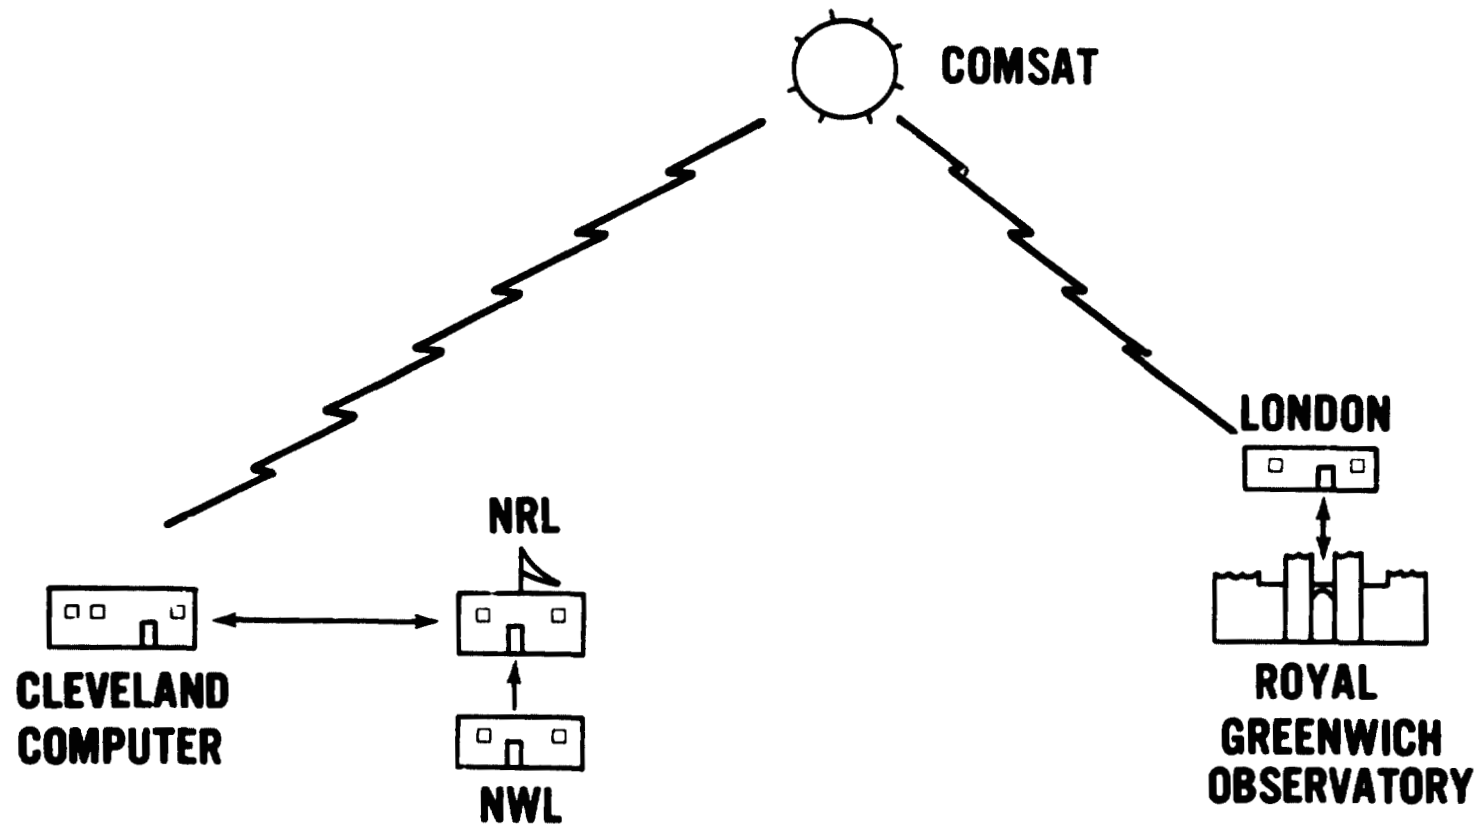 COMSAT
LONDON
NRL
CLEVELAND
COMPUTER
NWL
ROYAL
GREENWICH
OBSERVATORY